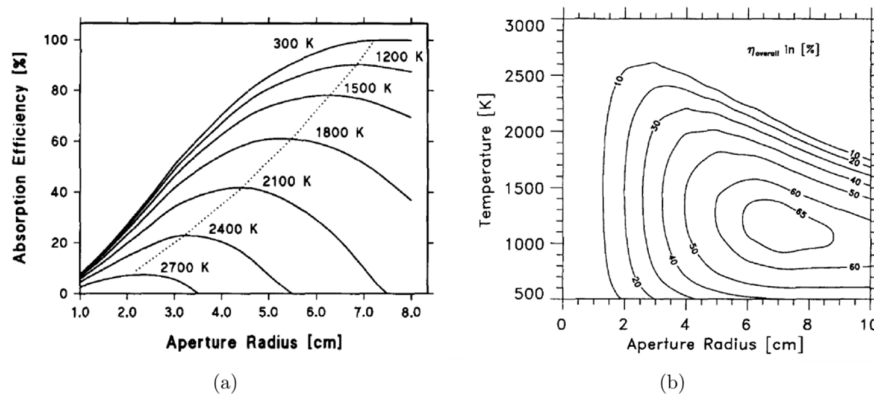 100
80
60
40
20
0
Absorption Efficiency [%]
300 K
1200 K
1500 K
1800 K
2100 K
2400 K
2700 K
1.0 2.0 3.0 4.0 5.0 6.0 7.0 8.0
Aperture Radius [cm]
(a)
3000
2500
2000
1500
1000
500
Temperature [K]
ηoverall in [%]
10
30
10
20
40
50
60
65
60
50
40
20
0 2 4 6 8 10
Aperture Radius [cm]
(b)